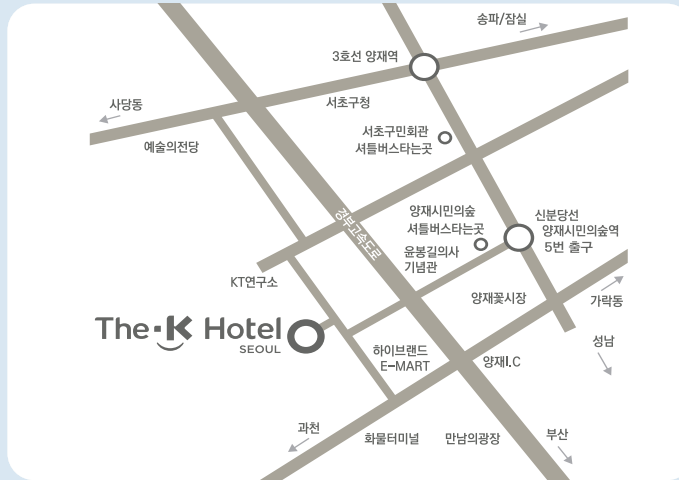 송파/잠실
3호선 양재역
사당동
서초구청
예술의전당
서초구민회관
셔틀버스타는곳
경부고속도로
양재시민의숲
셔틀버스타는곳
신분당선
양재시민의숲역
5번 출구
윤봉길의사
기념관
KT연구소
양재꽃시장
가락동
The-K Hotel
SEOUL
하이브랜드
E-MART
양재I.C
성남
과천
화물터미널
만남의광장
부산